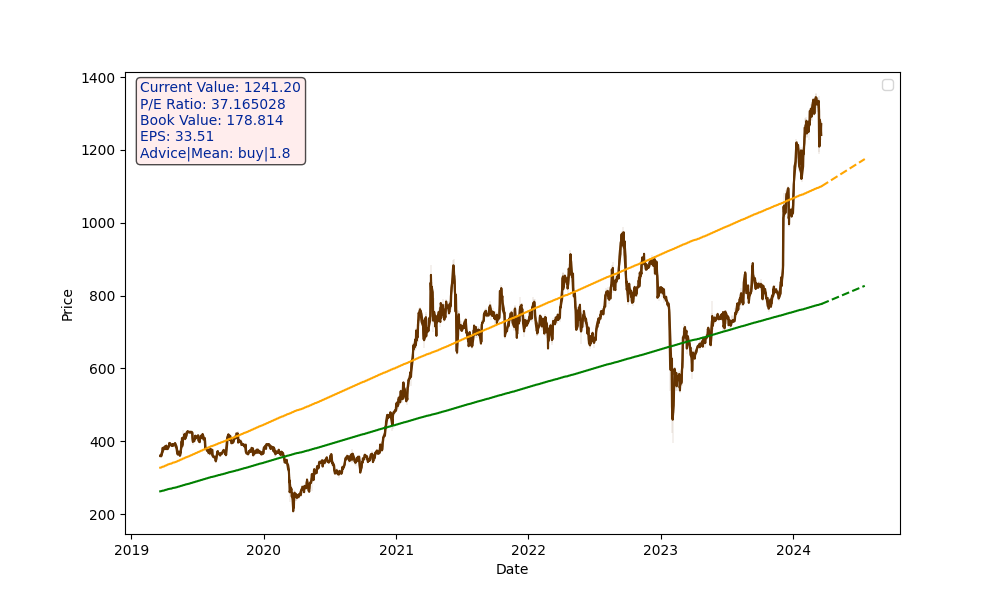 Current Value: 1241.20
P/E Ratio: 37.165028
Book Value: 178.814
EPS: 33.51
Advice|Mean: buy|1.8
1400
1200
1000
800
600
400
200
Price
2019 2020 2021 2022 2023 2024
Date